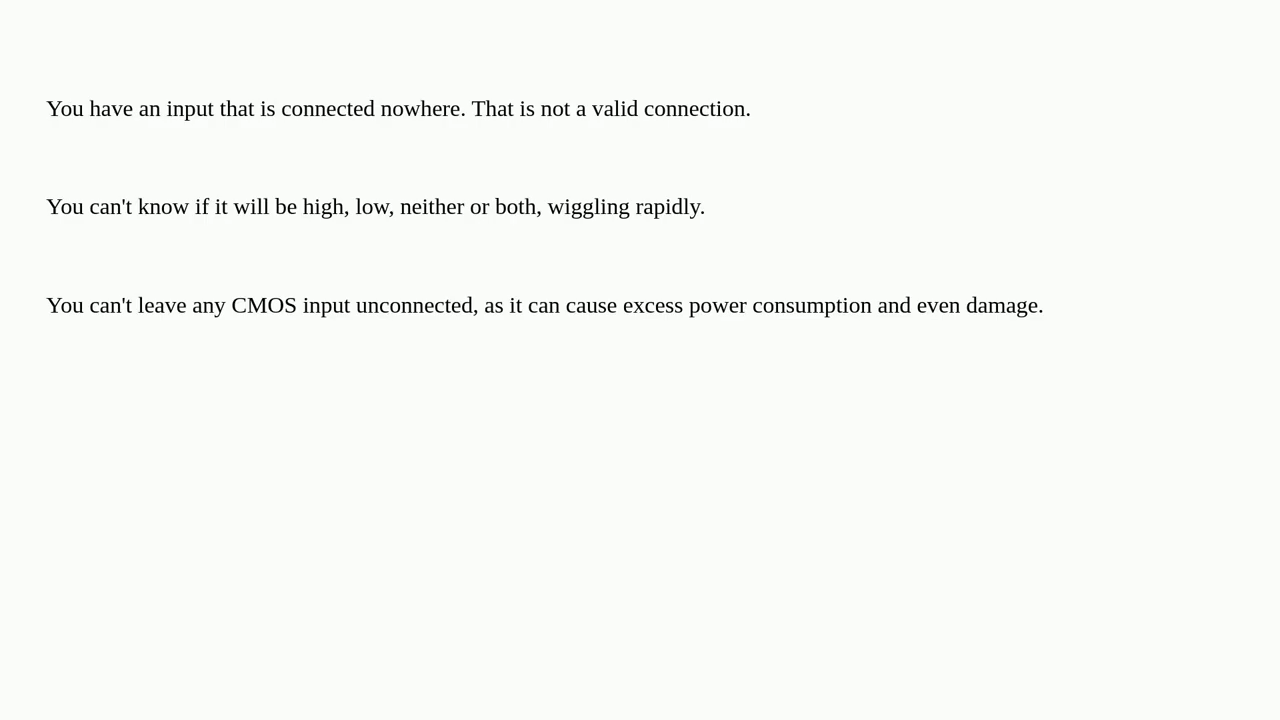 You have an input that is connected nowhere. That is not a valid connection.
You can't know if it will be high, low, neither or both, wiggling rapidly.
You can't leave any CMOS input unconnected, as it can cause excess power consumption and even damage.